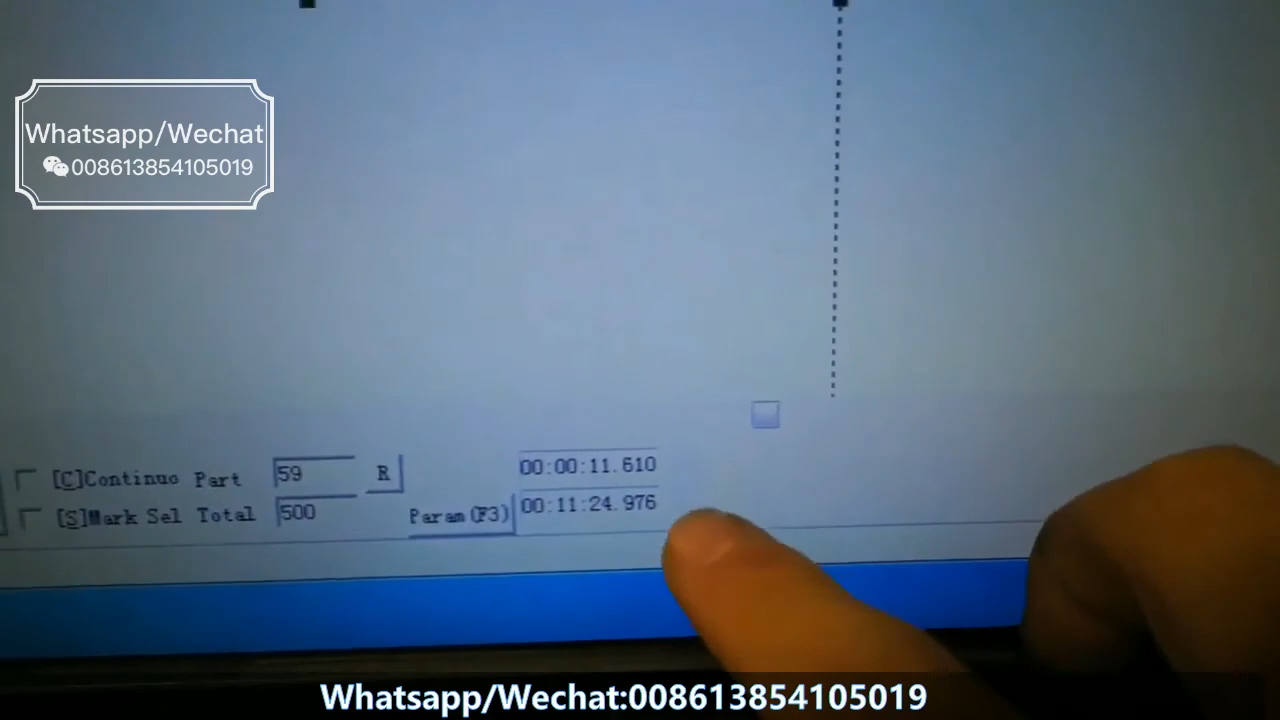 Whatsapp/Wechat
008613854105019
[C]Continuo Part 59 R 00:00:11.610
[S]Mark Sel Total 500 Param(F3) 00:11:24.976
Whatsapp/Wechat:008613854105019